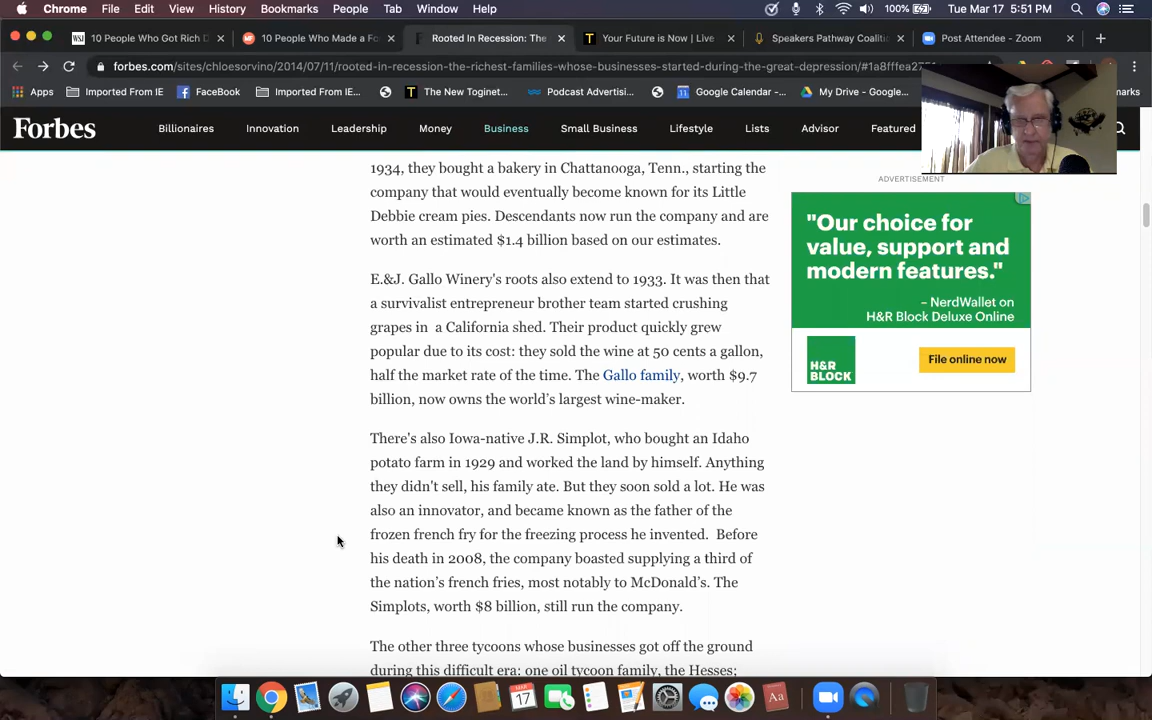 Chrome File Edit View History Bookmarks People Tab Window Help 100% Tue Mar 17 5:51 PM
WSJ 10 People Who Got Rich D
MF 10 People Who Made a Fo
Rooted In Recession: The
T Your Future is Now | Live
Speakers Pathway Coaliti
Post Attendee - Zoom
forbes.com/sites/chloesorvino/2014/07/11/rooted-in-recession-the-richest-families-whose-businesses-started-during-the-great-depression/#1a8fffea
Apps Imported From IE FaceBook Imported From IE... T The New Toginet... Podcast Advertisi... Google Calendar -... My Drive - Google... marks
Forbes Billionaires Innovation Leadership Money Business Small Business Lifestyle Lists Advisor Featured
1934, they bought a bakery in Chattanooga, Tenn., starting the
company that would eventually become known for its Little
Debbie cream pies. Descendants now run the company and are
worth an estimated $1.4 billion based on our estimates.
E.&J. Gallo Winery's roots also extend to 1933. It was then that
a survivalist entrepreneur brother team started crushing
grapes in a California shed. Their product quickly grew
popular due to its cost: they sold the wine at 50 cents a gallon,
half the market rate of the time. The Gallo family, worth $9.7
billion, now owns the world's largest wine-maker.
There's also Iowa-native J.R. Simplot, who bought an Idaho
potato farm in 1929 and worked the land by himself. Anything
they didn't sell, his family ate. But they soon sold a lot. He was
also an innovator, and became known as the father of the
frozen french fry for the freezing process he invented. Before
his death in 2008, the company boasted supplying a third of
the nation's french fries, most notably to McDonald's. The
Simplots, worth $8 billion, still run the company.
The other three tycoons whose businesses got off the ground
during this difficult era: one oil tycoon family, the Hesses;
ADVERTISEMENT
"Our choice for
value, support and
modern features."
– NerdWallet on
H&R Block Deluxe Online
H&R
BLOCK
File online now
MAR
17
Aa